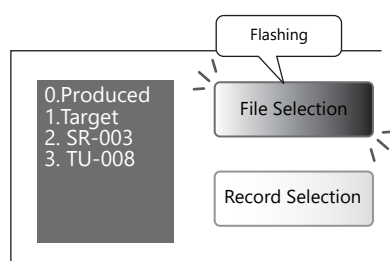 Flashing
0.Produced
1.Target
2. SR-003
3. TU-008
File Selection
Record Selection